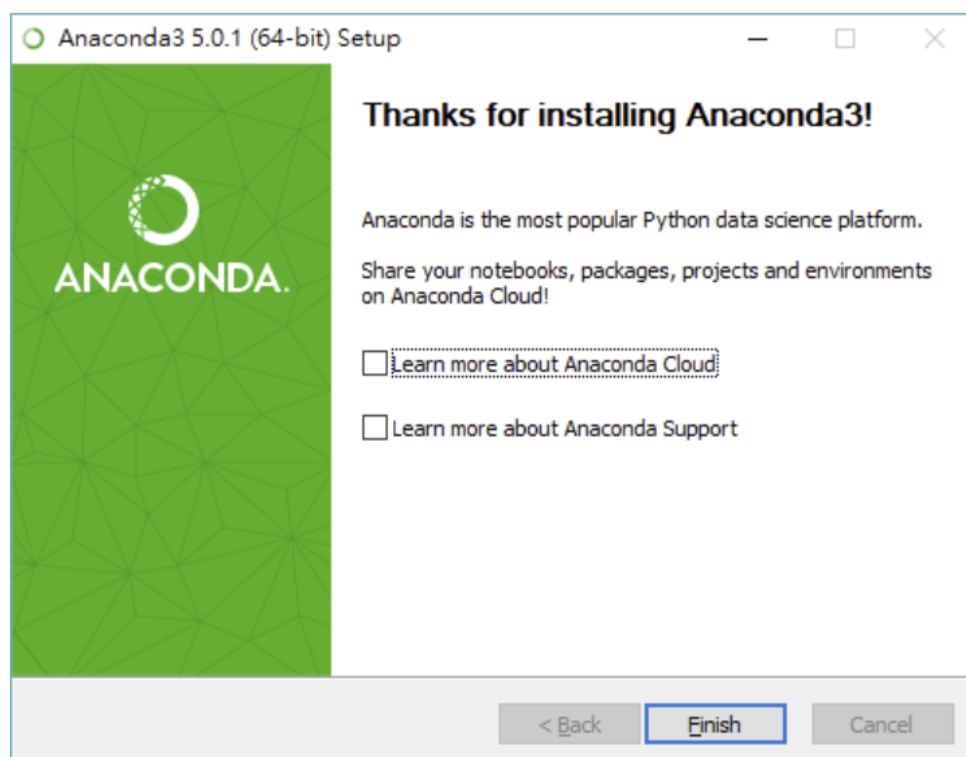 Anaconda3 5.0.1 (64-bit) Setup
Thanks for installing Anaconda3!
ANACONDA.
Anaconda is the most popular Python data science platform.
Share your notebooks, packages, projects and environments
on Anaconda Cloud!
Learn more about Anaconda Cloud
Learn more about Anaconda Support
< Back
Finish
Cancel